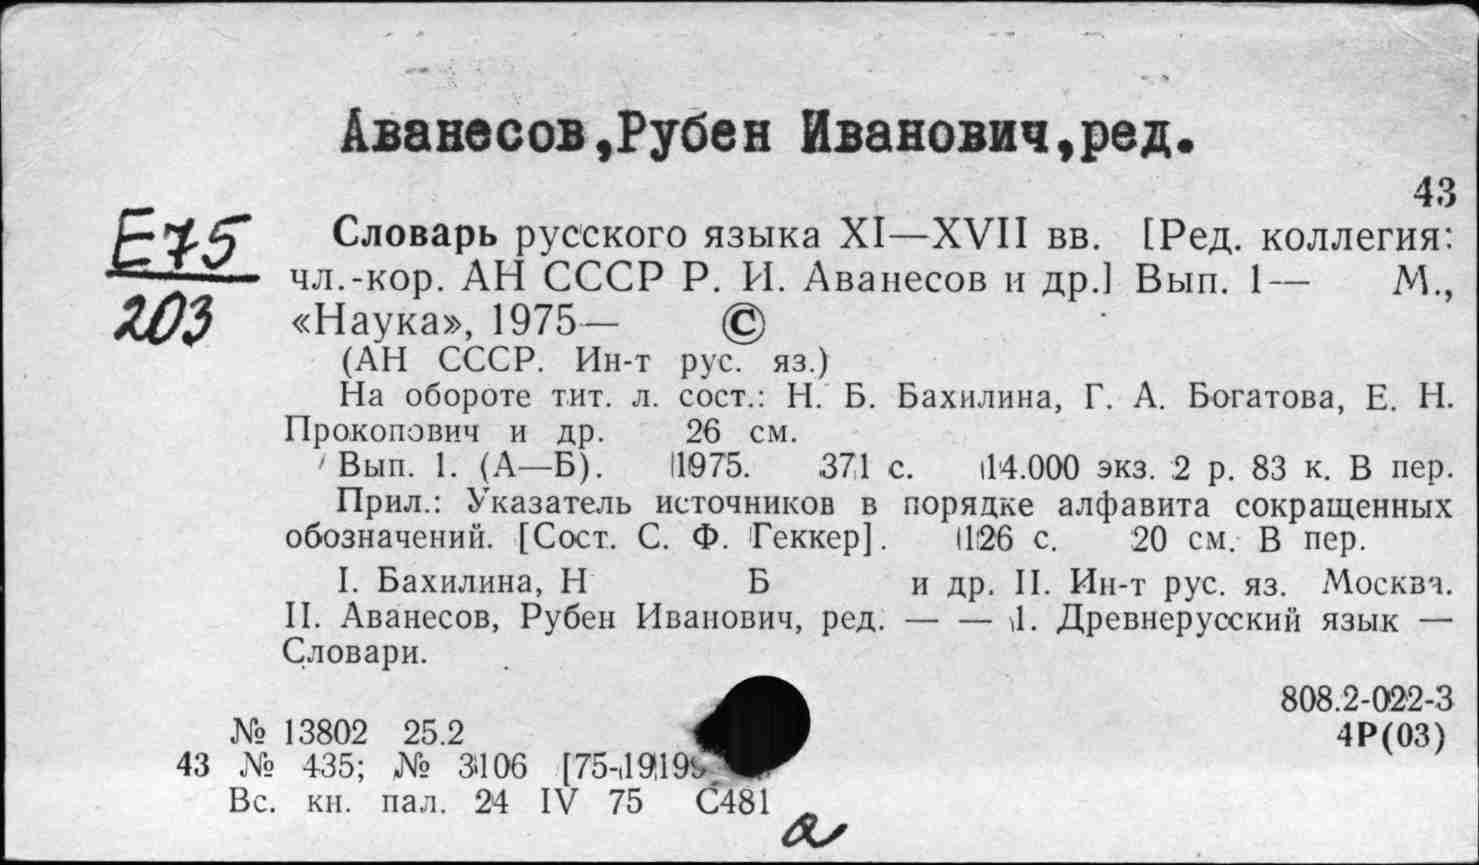 Аванесов,Рубен Иванович,ред.
43
Е75
203
Словарь русского языка XI—XVII вв. [Ред. коллегия:
чл.-кор. АН СССР Р. И. Аванесов и др.] Вып. 1— М.,
«Наука», 1975— ©
(АН СССР. Ин-т рус. яз.)
На обороте тит. л. сост.: Н. Б. Бахилина, Г. А. Богатова, Е. Н.
Прокопович и др. 26 см.
Вып. 1. (А—Б). 1975. 371 с. 14.000 экз. 2 р. 83 к. В пер.
Прил.: Указатель источников в порядке алфавита сокращенных
обозначений. [Сост. С. Ф. Геккер]. 126 с. 20 см. В пер.
I. Бахилина, Н Б и др. II. Ин-т рус. яз. Москва.
II. Аванесов, Рубен Иванович, ред. — — 1. Древнерусский язык —
Словари.
808.2-022-3
№ 13802 25.2
4Р(03)
43 № 435; № 3106 [75-1919
Вс. кн. пал. 24 IV 75 С481